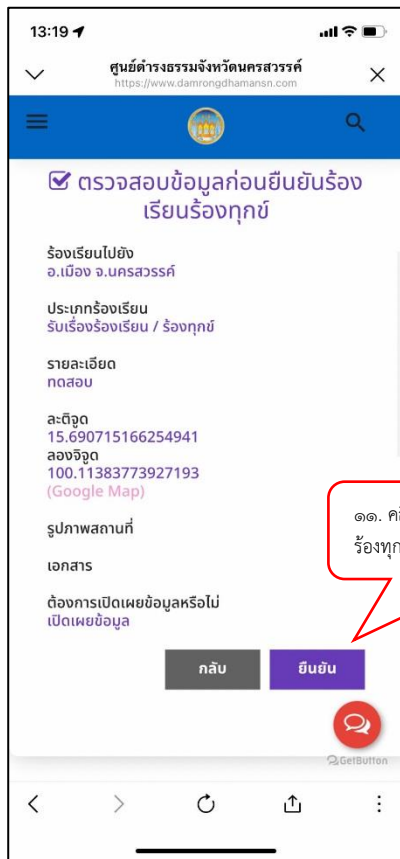 13:19
ศูนย์ดำรงธรรมจังหวัดนครสวรรค์
https://www.damrongdhamansn.com
ตรวจสอบข้อมูลก่อนยืนยันร้อง
เรียนร้องทุกข์
ร้องเรียนไปยัง
อ.เมือง จ.นครสวรรค์
ประเภทร้องเรียน
รับเรื่องร้องเรียน / ร้องทุกข์
รายละเอียด
ทดสอบ
ละติจูด
15.690715166254941
ลองจิจูด
100.11383773927193
(Google Map)
รูปภาพสถานที่
เอกสาร
ต้องการเปิดเผยข้อมูลหรือไม่
เปิดเผยข้อมูล
กลับ
ยืนยัน
๑๑.
ร้องทุก
GetButton